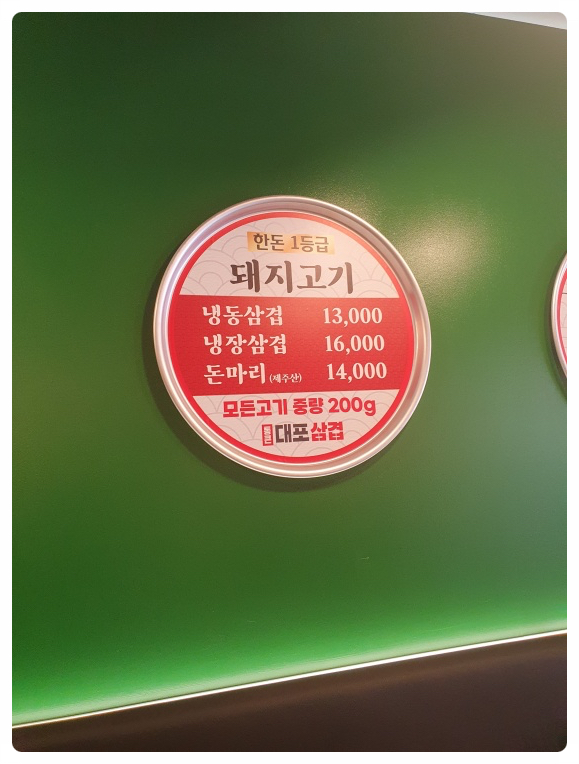 한돈 1등급
돼지고기
냉동삼겹 13,000
냉장삼겹 16,000
돈마리 (제주산) 14,000
모든고기 중량 200g
대포삼겹